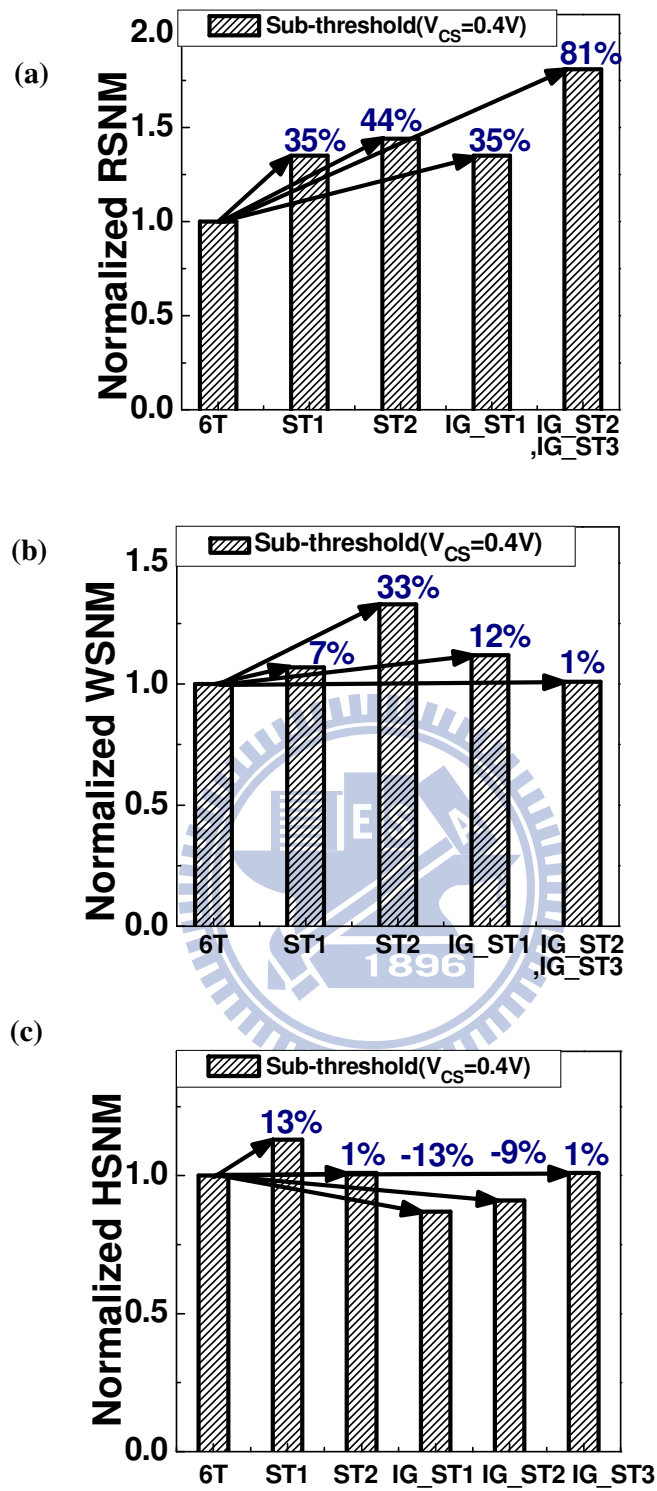 (a)
Sub-threshold(VCS=0.4V)
Normalized RSNM
2.0
1.5
1.0
0.5
0.0
35%
44%
35%
81%
6T ST1 ST2 IG_ST1 IG_ST2
,IG_ST3
(b)
Sub-threshold(VCS=0.4V)
Normalized WSNM
1.5
1.0
0.5
0.0
7%
33%
12%
1%
6T ST1 ST2 IG_ST1 IG_ST2
,IG_ST3
E S A
1896
(c)
Sub-threshold(VCS=0.4V)
Normalized HSNM
1.0
0.5
0.0
13%
1%
-13%
-9%
1%
6T ST1 ST2 IG_ST1 IG_ST2 IG_ST3